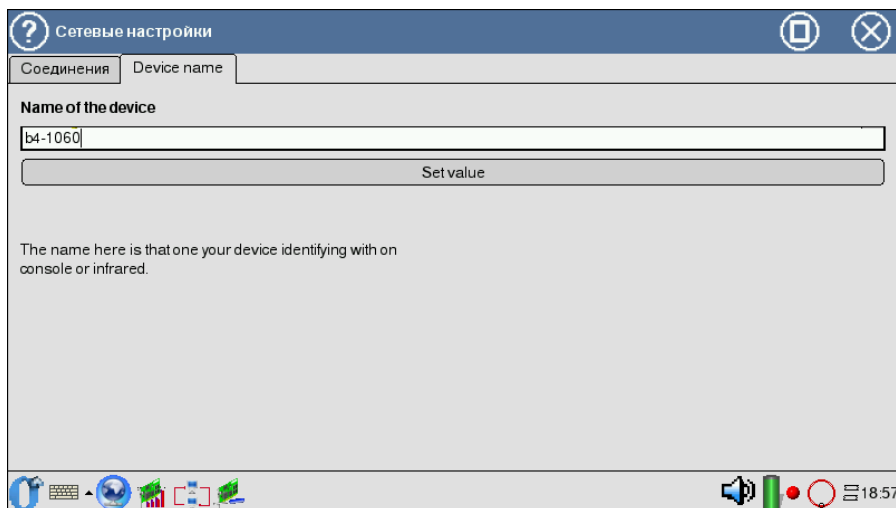 Сетевые настройки
Соединения
Device name
Name of the device
b4-1060
Set value
The name here is that one your device identifying with on
console or infrared.
18:57